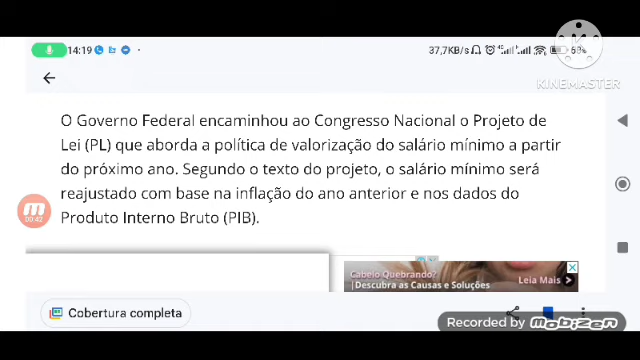 14:19
37,7KB/s
KINEMASTER
O Governo Federal encaminhou ao Congresso Nacional o Projeto de
Lei (PL) que aborda a política de valorização do salário mínimo a partir
do próximo ano. Segundo o texto do projeto, o salário mínimo será
reajustado com base na inflação do ano anterior e nos dados do
Produto Interno Bruto (PIB).
00:42
Cabelo Quebrando?
|Descubra as Causas e Soluções
Leia Mais
Cobertura completa
Recorded by mobizen